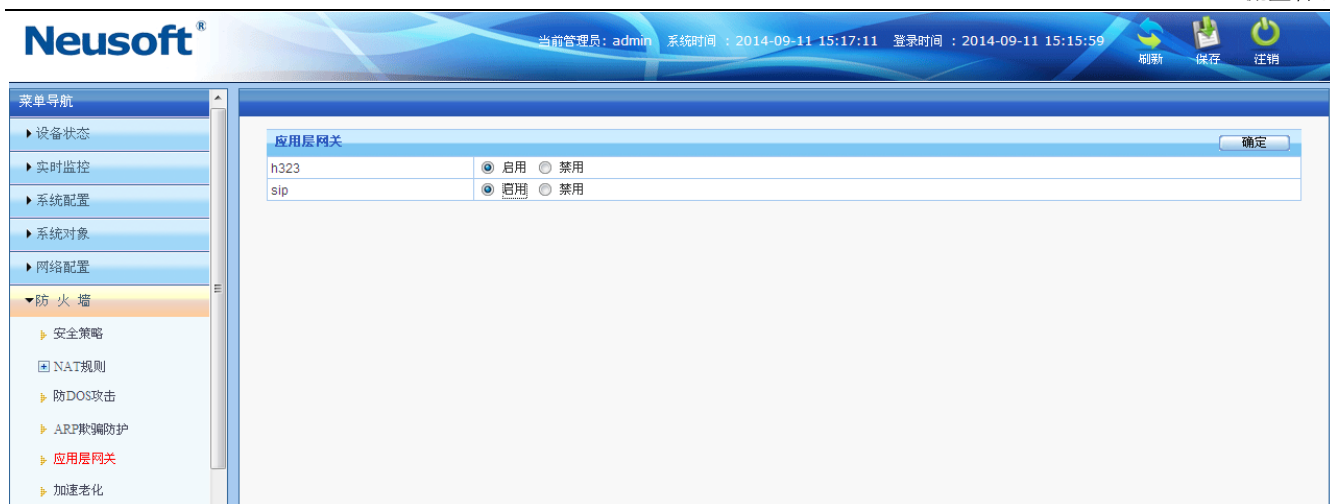 Neusoft®
当前管理员: admin 系统时间 : 2014-09-11 15:17:11 登录时间 : 2014-09-11 15:15:59
刷新 保存 注销
菜单导航
设备状态
实时监控
系统配置
系统对象
网络配置
防 火 墙
安全策略
NAT规则
防DOS攻击
ARP欺骗防护
应用层网关
加速老化
应用层网关 确定
h323 启用 禁用
sip 启用 禁用